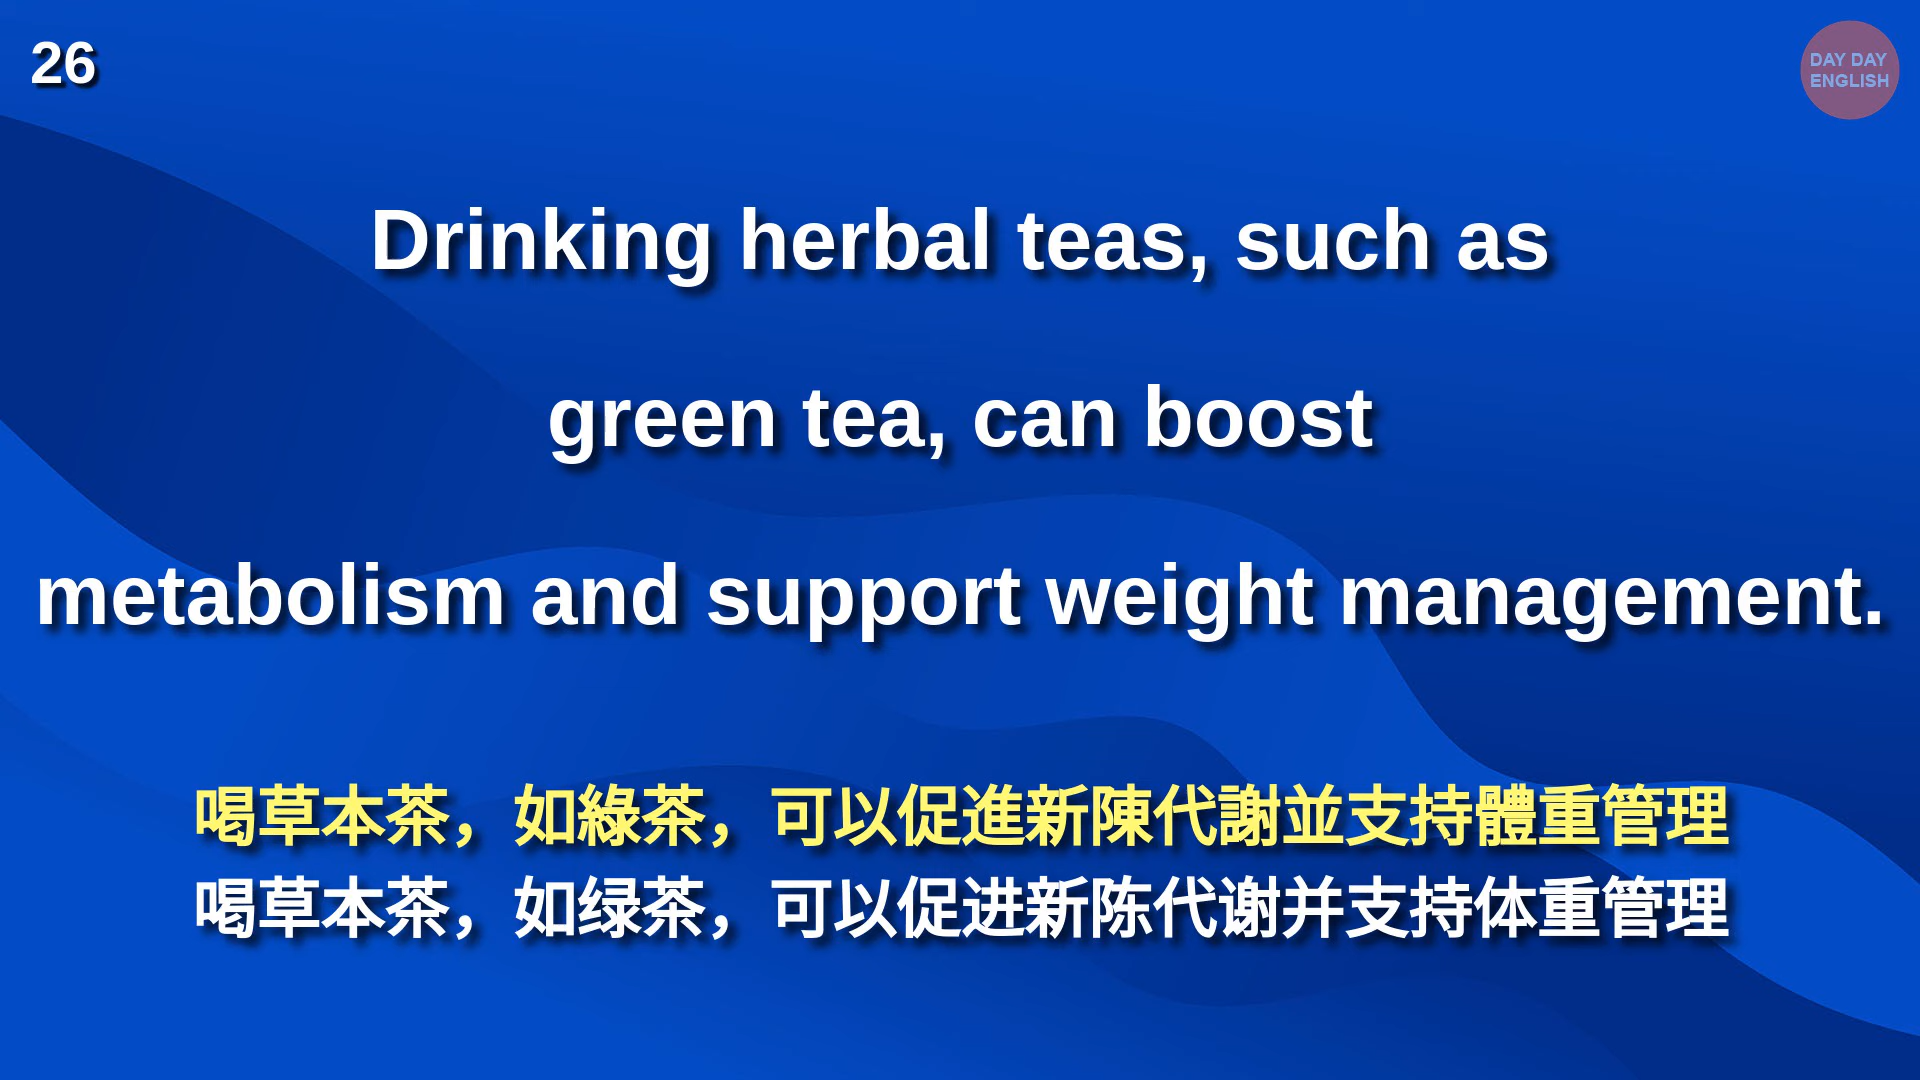 26
DAY DAY
ENGLISH
Drinking herbal teas, such as
green tea, can boost
metabolism and support weight management.
喝草本茶，如綠茶，可以促進新陳代謝並支持體重管理
喝草本茶，如绿茶，可以促进新陈代谢并支持体重管理